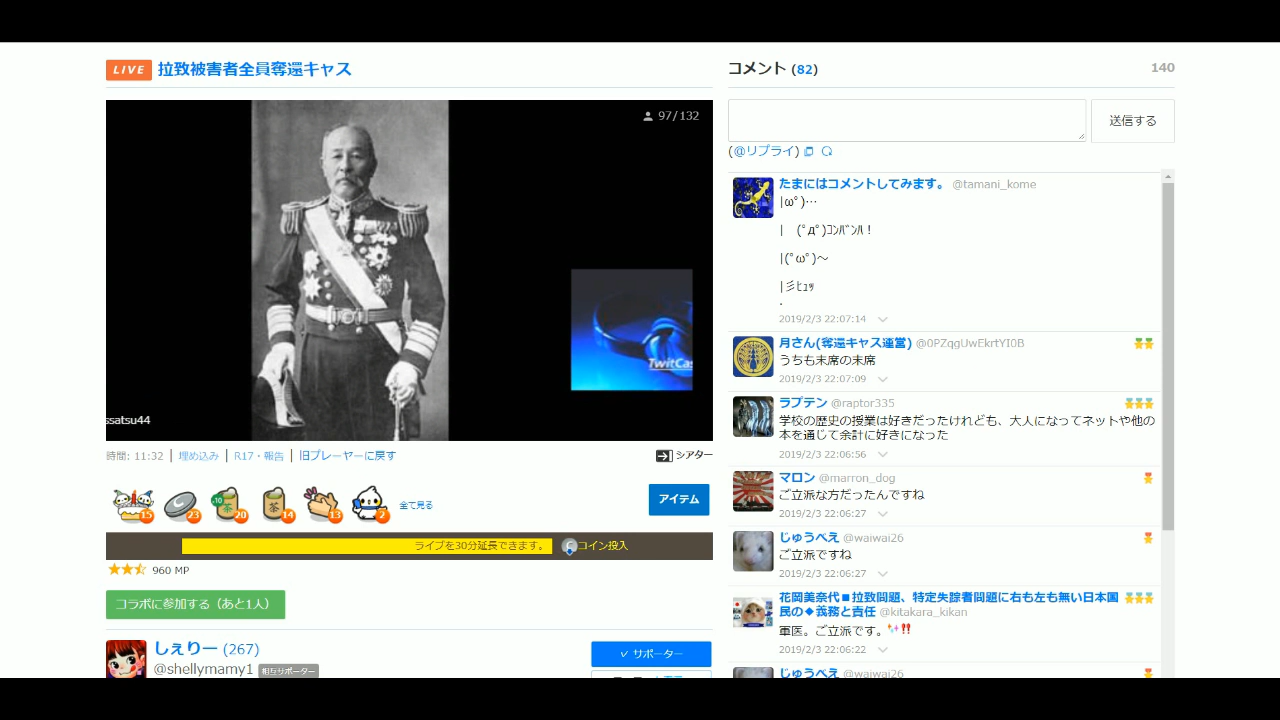 LIVE 拉致被害者全員奪還キャス
97/132
TwitCas
ssatsu44
時間: 11:32 | 埋め込み | R17・報告 | 旧プレーヤーに戻す
シアター
15 23 +10 茶 20 茶 14 13 2 全て見る
アイテム
ライブを30分延長できます。 C コイン投入
960 MP
コラボに参加する（あと1人）
しぇりー (267)
@shellymamy1 相互サポーター
✓ サポーター
コメント (82) 140
送信する
(@リプライ)
たまにはコメントしてみます。 @tamani_kome
|ωﾟ)…
| (ﾟдﾟ)ｺﾝﾊﾞﾝﾊ！
|(ﾟωﾟ)～
|彡ﾋｭｯ
.
2019/2/3 22:07:14
月さん(奪還キャス運営) @0PZqgUwEkrtYI0B
うちも末席の末席
2019/2/3 22:07:09
ラプテン @raptor335
学校の歴史の授業は好きだったけれども、大人になってネットや他の
本を通じて余計に好きになった
2019/2/3 22:06:56
マロン @marron_dog
ご立派な方だったんですね
2019/2/3 22:06:27
じゅうべえ @waiwai26
ご立派ですね
2019/2/3 22:06:27
花岡美奈代■拉致問題、特定失踪者問題に右も左も無い日本国
民の◆義務と責任 @kitakara_kikan
軍医。ご立派です。✨‼
2019/2/3 22:06:22
じゅうべえ @waiwai26